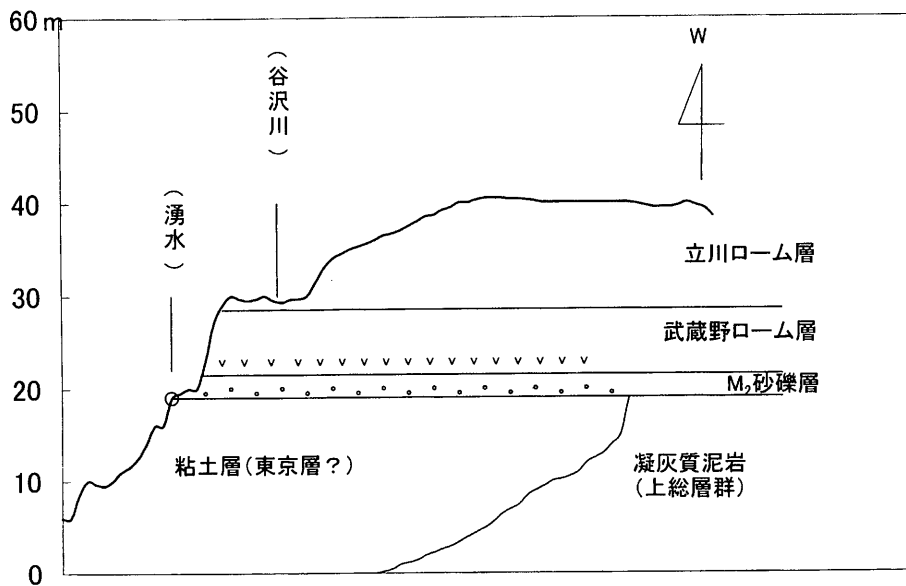 60 m
50
40
30
20
10
0
(谷沢川)
(湧水)
W
立川ローム層
武蔵野ローム層
M₂砂礫層
粘土層(東京層?)
凝灰質泥岩
(上総層群)